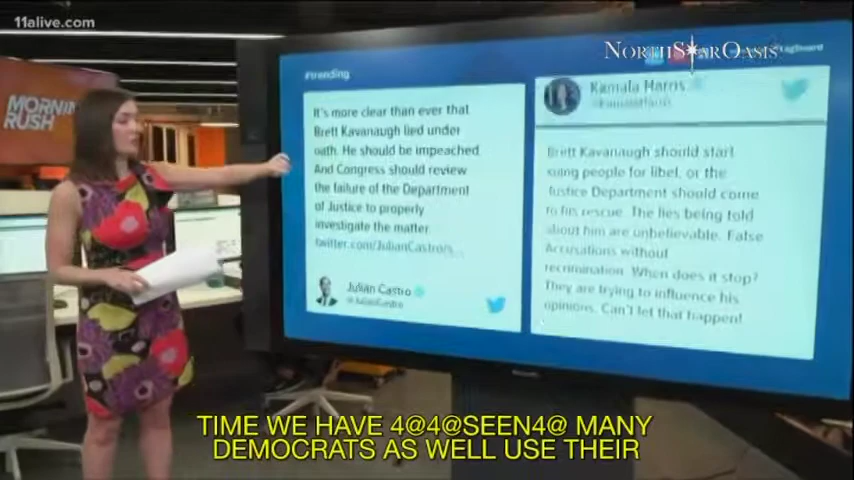 11alive.com
NORTHSTAROASIS
Tagboard
#trending
MORNIN
RUSH
It's more clear than ever that
Brett Kavanaugh lied under
oath. He should be impeached.
And Congress should review
the failure of the Department
of Justice to properly
investigate the matter.
twitter.com/JulianCastro/s...
Julian Castro
@JulianCastro
Kamala Harris
@KamalaHarris
Brett Kavanaugh should start
suing people for libel, or the
Justice Department should come
to his rescue. The lies being told
about him are unbelievable. False
Accusations without
recrimination. When does it stop?
They are trying to influence his
opinions. Can't let that happen!
TIME WE HAVE 4@4@SEEN4@ MANY
DEMOCRATS AS WELL USE THEIR